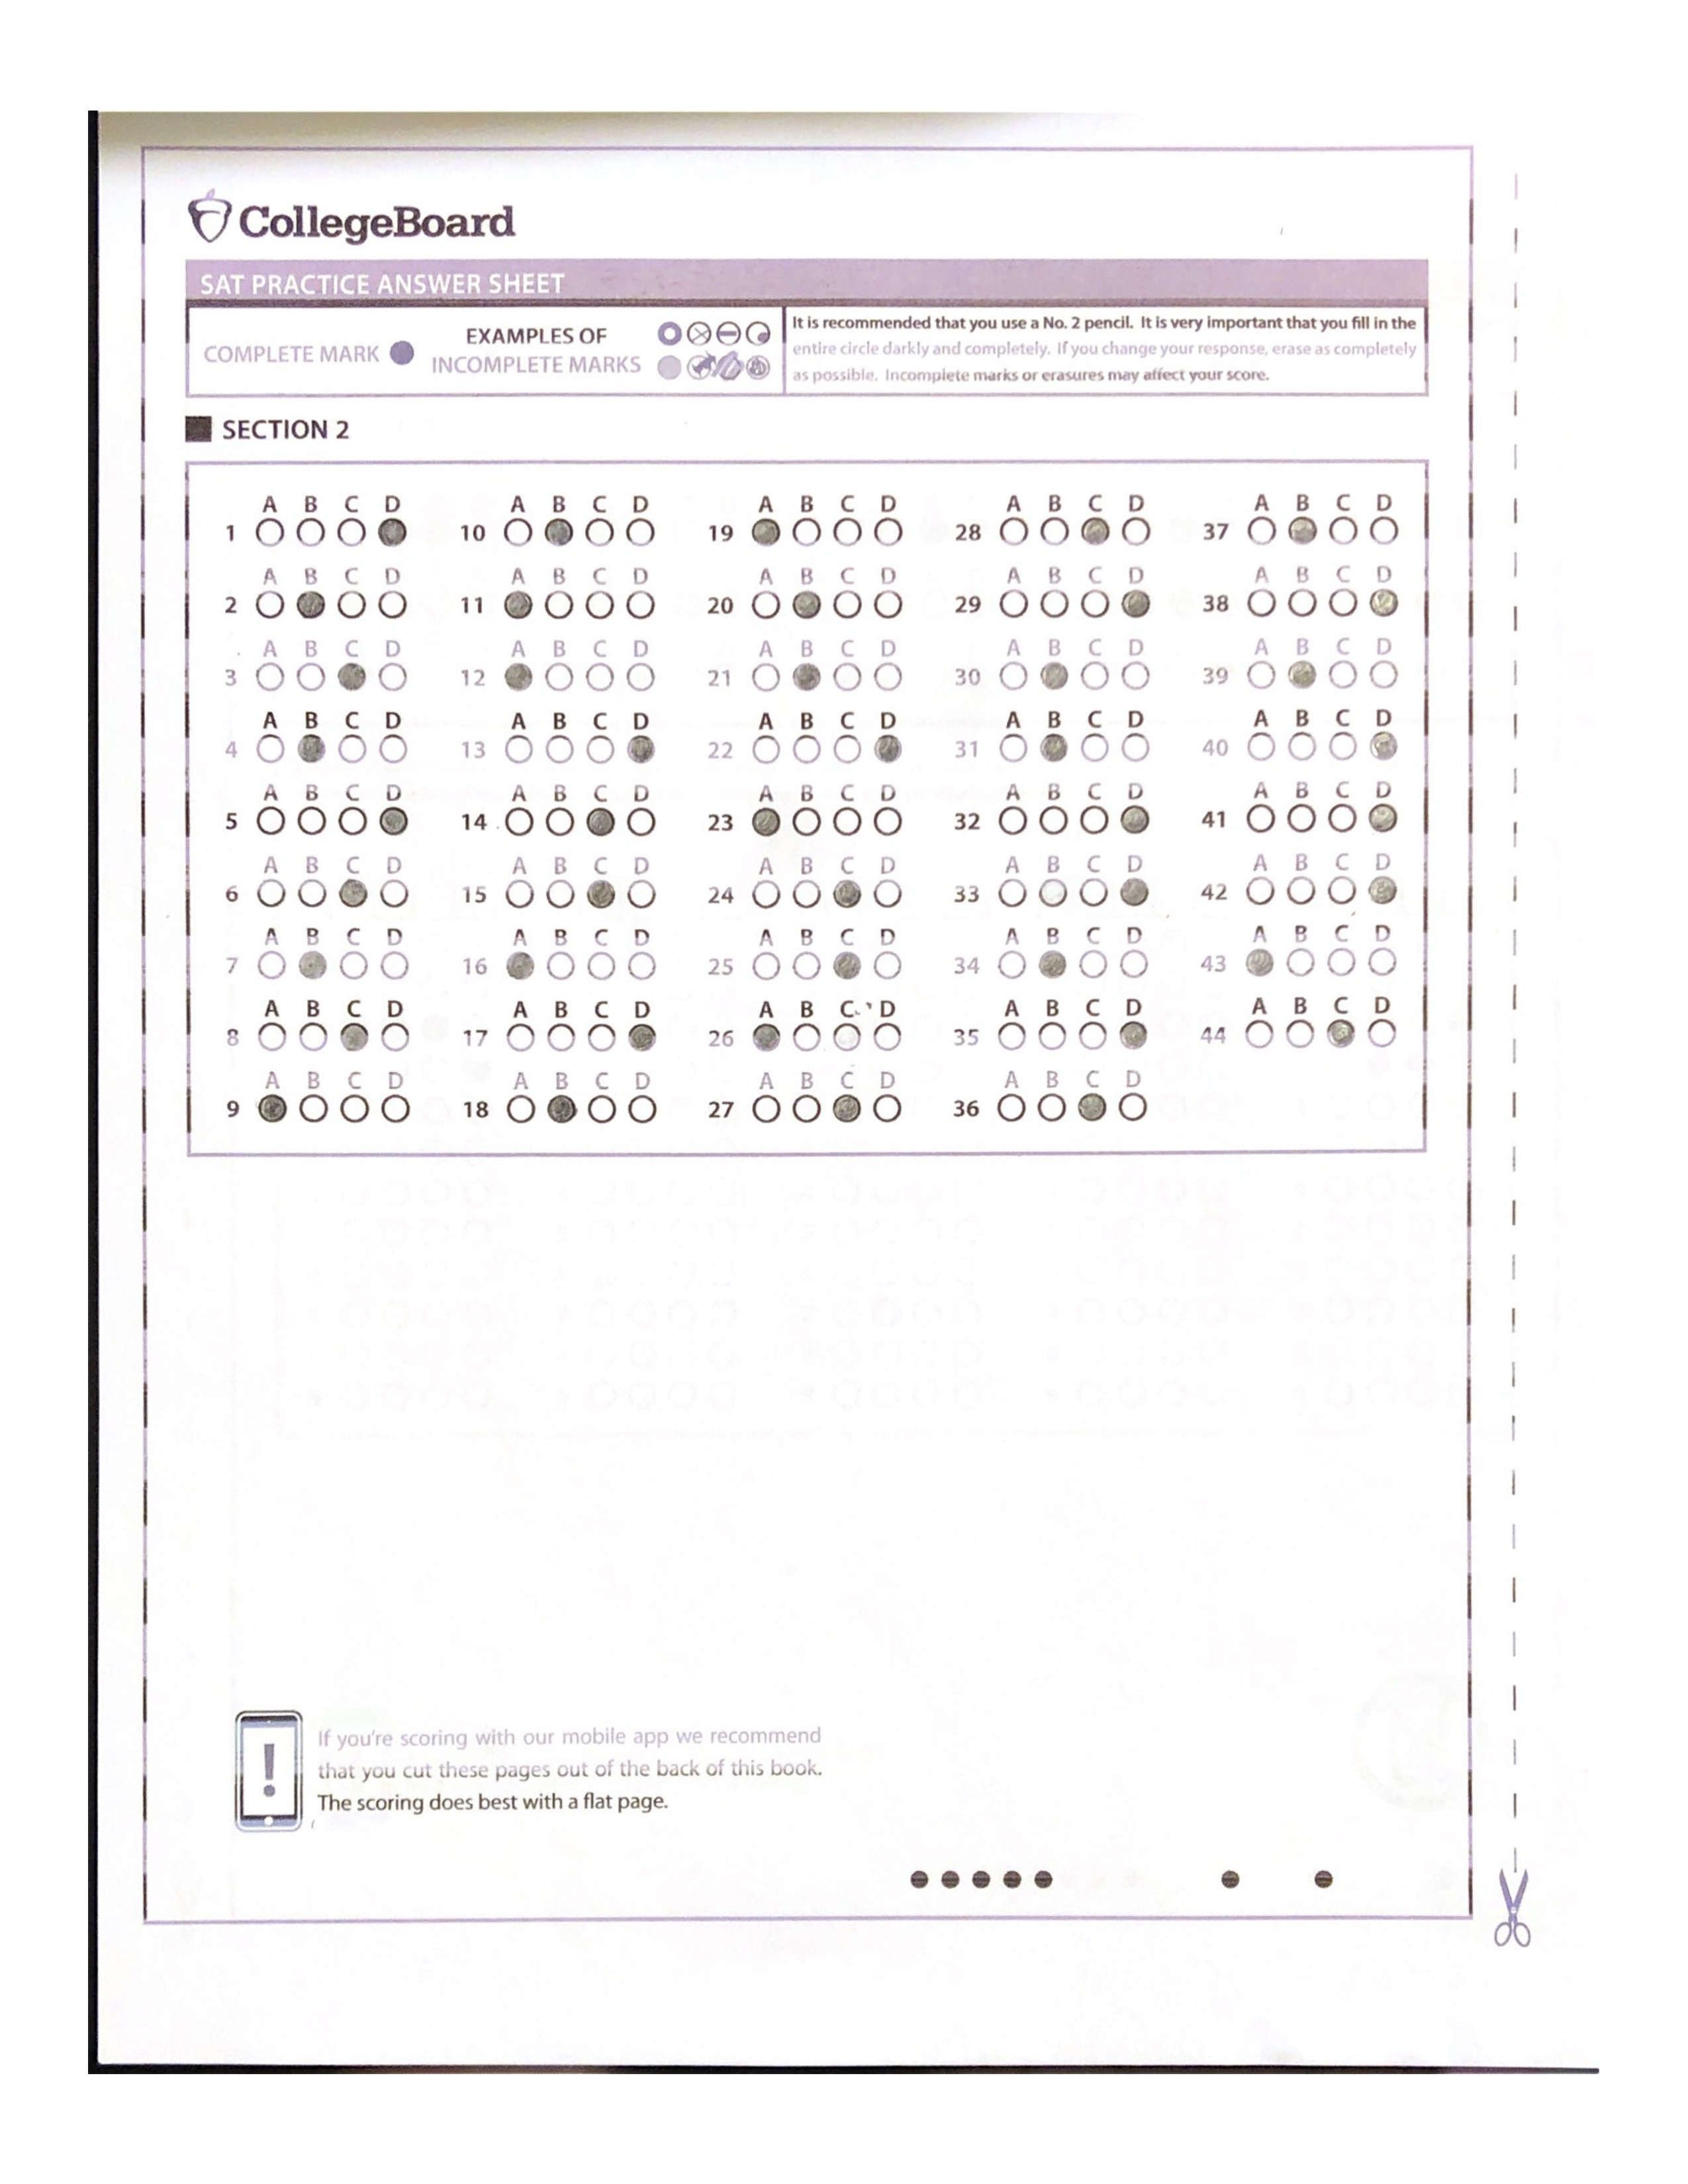 CollegeBoard
SAT PRACTICE ANSWER SHEET
COMPLETE MARK
EXAMPLES OF
INCOMPLETE MARKS
It is recommended that you use a No. 2 pencil. It is very important that you fill in the
entire circle darkly and completely. If you change your response, erase as completely
as possible. Incomplete marks or erasures may affect your score.
SECTION 2
A B C D A B C D A B C D A B C D A B C D
1 10 19 28 37
A B C D A B C D A B C D A B C D A B C D
2 11 20 29 38
A B C D A B C D A B C D A B C D A B C D
3 12 21 30 39
A B C D A B C D A B C D A B C D A B C D
4 13 22 31 40
A B C D A B C D A B C D A B C D A B C D
5 14 23 32 41
A B C D A B C D A B C D A B C D A B C D
6 15 24 33 42
A B C D A B C D A B C D A B C D A B C D
7 16 25 34 43
A B C D A B C D A B C D A B C D A B C D
8 17 26 35 44
A B C D A B C D A B C D A B C D
9 18 27 36
If you're scoring with our mobile app we recommend
that you cut these pages out of the back of this book.
The scoring does best with a flat page.